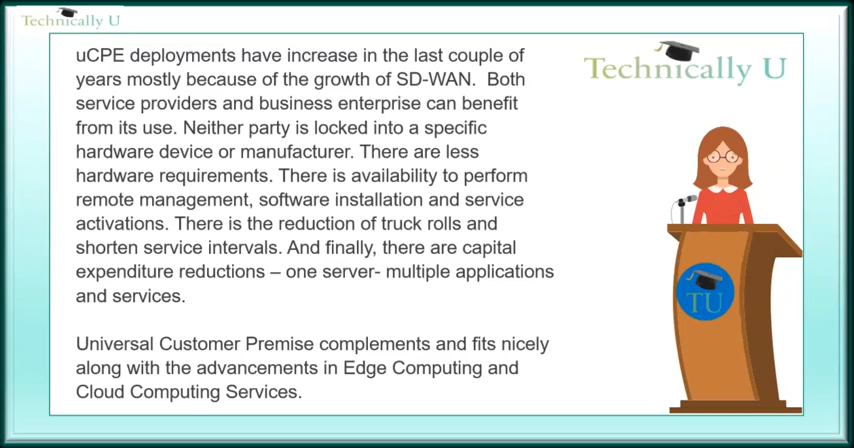 Technically U
Technically U
uCPE deployments have increase in the last couple of
years mostly because of the growth of SD-WAN.  Both
service providers and business enterprise can benefit
from its use. Neither party is locked into a specific
hardware device or manufacturer. There are less
hardware requirements. There is availability to perform
remote management, software installation and service
activations. There is the reduction of truck rolls and
shorten service intervals. And finally, there are capital
expenditure reductions – one server- multiple applications
and services.
Universal Customer Premise complements and fits nicely
along with the advancements in Edge Computing and
Cloud Computing Services.
TU